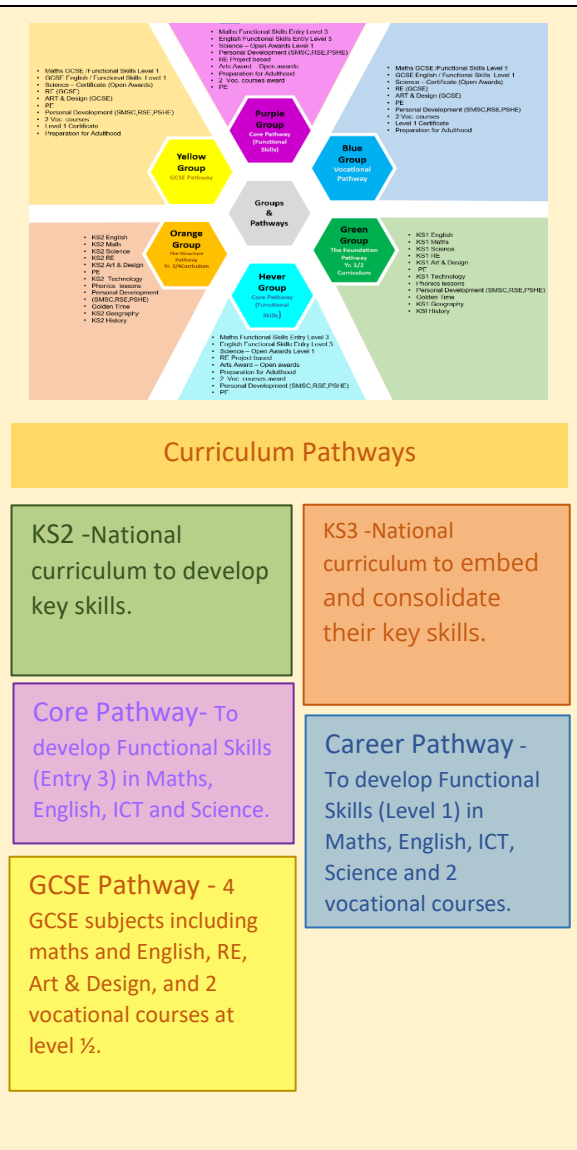 • Maths Functional Skills Entry Level 3
• English Functional Skills Entry Level 3
• Science – Open Awards Level 1
• Personal Development (SMSC,RSE,PSHE)
• RE Project based
• Arts Award – Open awards
• Preparation for Adulthood
• 2 Voc. courses award
• PE
Purple
Group
Core Pathway
(Functional
Skills)
• Maths GCSE /Functional Skills Level 1
• GCSE English / Functional Skills Level 1
• Science – Certificate (Open Awards)
• RE (GCSE)
• ART & Design (GCSE)
• PE
• Personal Development (SMSC,RSE,PSHE)
• 2 Voc. courses
• Level 1 Certificate
• Preparation for Adulthood
Yellow
Group
GCSE Pathway
• Maths GCSE /Functional Skills Level 1
• GCSE English / Functional Skills Level 1
• Science – Certificate (Open Awards)
• RE (GCSE)
• ART & Design (GCSE)
• PE
• Personal Development (SMSC,RSE,PSHE)
• 2 Voc. courses
• Level 1 Certificate
• Preparation for Adulthood
Blue
Group
Vocational
Pathway
Groups
&
Pathways
• KS2 English
• KS2 Math
• KS2 Science
• KS2 RE
• KS2 Art & Design
• PE
• KS2 Technology
• Phonics lessons
• Personal Development
• (SMSC,RSE,PSHE)
• Golden Time
• KS2 Geography
• KS2 History
Orange
Group
The Structure
Pathway
Yr. 3/4Curriculum
Green
Group
The Foundation
Pathway
Yr. 1/2
Curriculum
• KS1 English
• KS1 Maths
• KS1 Science
• KS1 RE
• KS1 Art & Design
• PE
• KS1 Technology
• Phonics lessons
• Personal Development (SMSC,RSE,PSHE)
• Golden Time
• KS1 Geography
• KSI History
Hever
Group
Core Pathway
(Functional
Skills)
• Maths Functional Skills Entry Level 3
• English Functional Skills Entry Level 3
• Science – Open Awards Level 1
• RE Project based
• Arts Award – Open awards
• Preparation for Adulthood
• 2 Voc. courses award
• Personal Development (SMSC,RSE,PSHE)
• PE
Curriculum Pathways
KS2 -National
curriculum to develop
key skills.
KS3 -National
curriculum to embed
and consolidate
their key skills.
Core Pathway- To
develop Functional Skills
(Entry 3) in Maths,
English, ICT and Science.
Career Pathway -
To develop Functional
Skills (Level 1) in
Maths, English, ICT,
Science and 2
vocational courses.
GCSE Pathway - 4
GCSE subjects including
maths and English, RE,
Art & Design, and 2
vocational courses at
level ½.